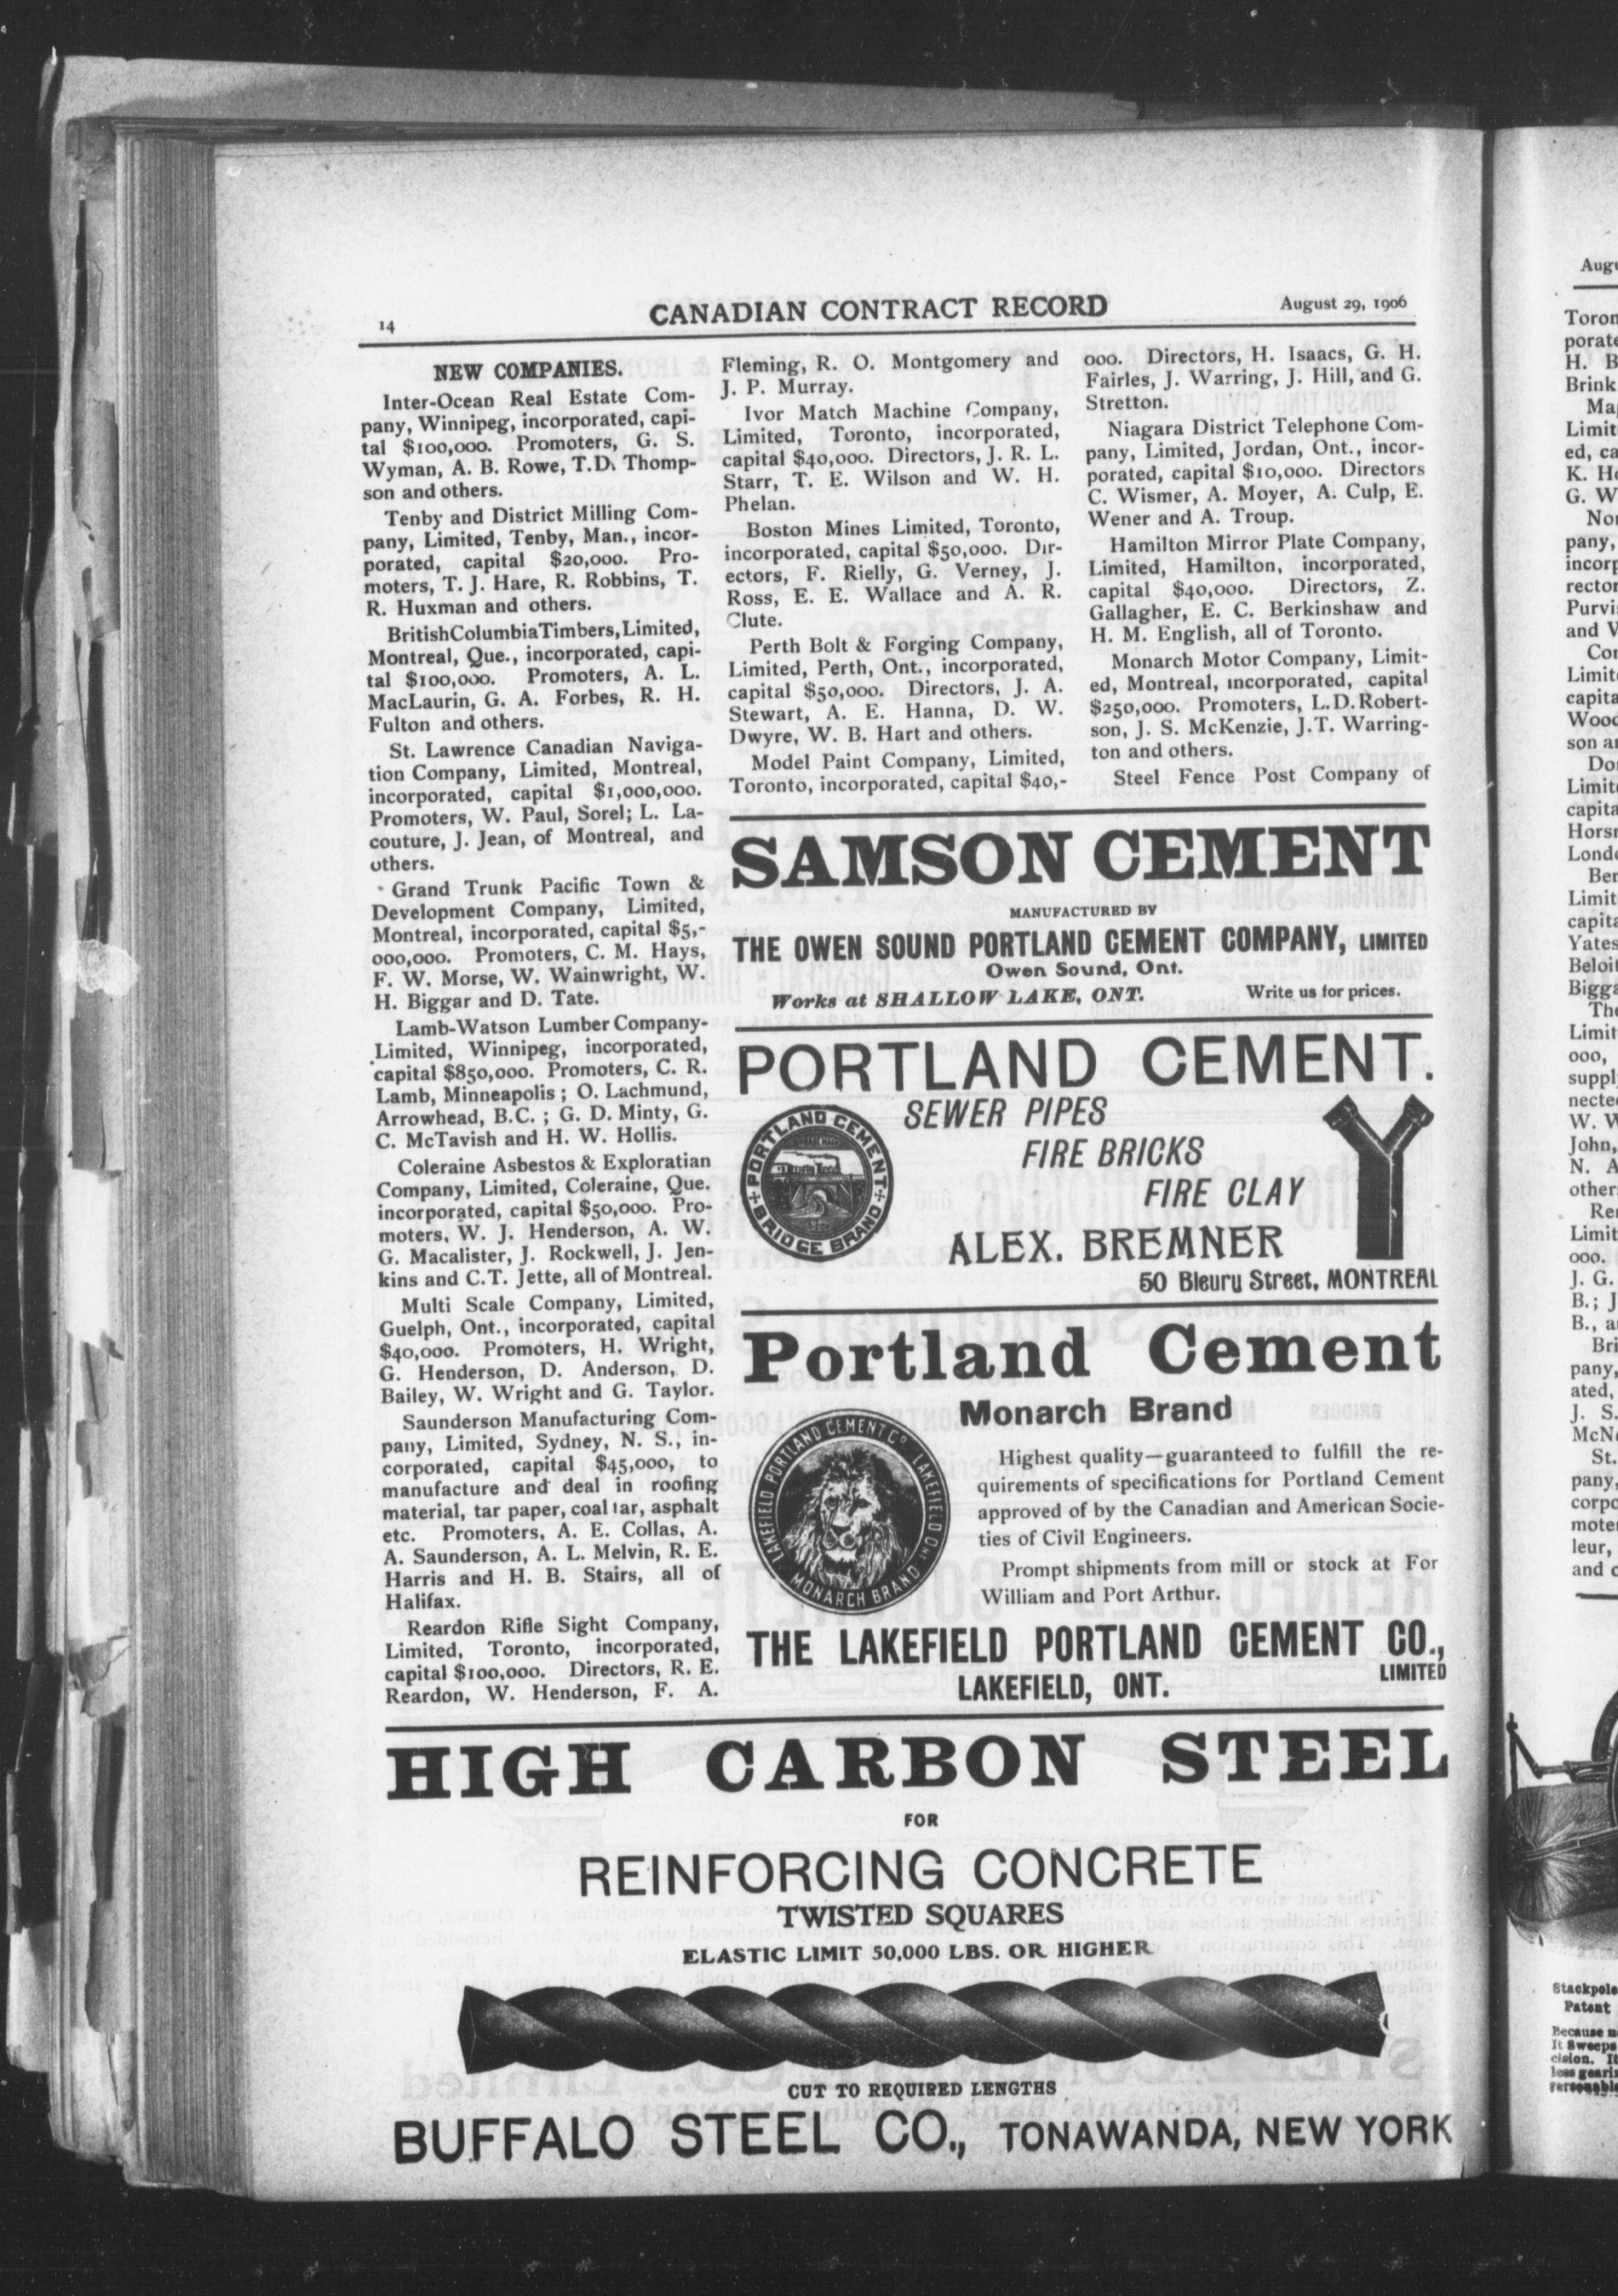 14
CANADIAN CONTRACT RECORD
August 29, 1906
NEW COMPANIES.
Inter-Ocean Real Estate Com-
pany, Winnipeg, incorporated, capi-
tal $100,000. Promoters, G. S.
Wyman, A. B. Rowe, T.D. Thomp-
son and others.
Tenby and District Milling Com-
pany, Limited, Tenby, Man., incor-
porated, capital $20,000. Pro-
moters, T. J. Hare, R. Robbins, T.
R. Huxman and others.
British Columbia Timbers, Limited,
Montreal, Que., incorporated, capi-
tal $100,000. Promoters, A. L.
MacLaurin, G. A. Forbes, R. H.
Fulton and others.
St. Lawrence Canadian Naviga-
tion Company, Limited, Montreal,
incorporated, capital $1,000,000.
Promoters, W. Paul, Sorel; L. La-
couture, J. Jean, of Montreal, and
others.
Grand Trunk Pacific Town &
Development Company, Limited,
Montreal, incorporated, capital $5,-
000,000. Promoters, C. M. Hays,
F. W. Morse, W. Wainwright, W.
H. Biggar and D. Tate.
Lamb-Watson Lumber Company-
Limited, Winnipeg, incorporated,
capital $850,000. Promoters, C. R.
Lamb, Minneapolis ; O. Lachmund,
Arrowhead, B.C. ; G. D. Minty, G.
C. McTavish and H. W. Hollis.
Coleraine Asbestos & Exploratian
Company, Limited, Coleraine, Que.
incorporated, capital $50,000. Pro-
moters, W. J. Henderson, A. W.
G. Macalister, J. Rockwell, J. Jen-
kins and C.T. Jette, all of Montreal.
Multi Scale Company, Limited,
Guelph, Ont., incorporated, capital
$40,000. Promoters, H. Wright,
G. Henderson, D. Anderson, D.
Bailey, W. Wright and G. Taylor.
Saunderson Manufacturing Com-
pany, Limited, Sydney, N. S., in-
corporated, capital $45,000, to
manufacture and deal in roofing
material, tar paper, coal tar, asphalt
etc. Promoters, A. E. Collas, A.
A. Saunderson, A. L. Melvin, R. E.
Harris and H. B. Stairs, all of
Halifax.
Reardon Rifle Sight Company,
Limited, Toronto, incorporated,
capital $100,000. Directors, R. E.
Reardon, W. Henderson, F. A.
Fleming, R. O. Montgomery and
J. P. Murray.
Ivor Match Machine Company,
Limited, Toronto, incorporated,
capital $40,000. Directors, J. R. L.
Starr, T. E. Wilson and W. H.
Phelan.
Boston Mines Limited, Toronto,
incorporated, capital $50,000. Dir-
ectors, F. Rielly, G. Verney, J.
Ross, E. E. Wallace and A. R.
Clute.
Perth Bolt & Forging Company,
Limited, Perth, Ont., incorporated,
capital $50,000. Directors, J. A.
Stewart, A. E. Hanna, D. W.
Dwyre, W. B. Hart and others.
Model Paint Company, Limited,
Toronto, incorporated, capital $40,-
000. Directors, H. Isaacs, G. H.
Fairles, J. Warring, J. Hill, and G.
Stretton.
Niagara District Telephone Com-
pany, Limited, Jordan, Ont., incor-
porated, capital $10,000. Directors
C. Wismer, A. Moyer, A. Culp, E.
Wener and A. Troup.
Hamilton Mirror Plate Company,
Limited, Hamilton, incorporated,
capital $40,000. Directors, Z.
Gallagher, E. C. Berkinshaw and
H. M. English, all of Toronto.
Monarch Motor Company, Limit-
ed, Montreal, incorporated, capital
$250,000. Promoters, L.D. Robert-
son, J. S. McKenzie, J.T. Warring-
ton and others.
Steel Fence Post Company of
SAMSON CEMENT
MANUFACTURED BY
THE OWEN SOUND PORTLAND CEMENT COMPANY, LIMITED
Owen Sound, Ont.
Works at SHALLOW LAKE, ONT. Write us for prices.
PORTLAND CEMENT.
SEWER PIPES
FIRE BRICKS
FIRE CLAY
PORTLAND CEMENT
BRIDGE BRAND
ALEX. BREMNER
50 Bleury Street, MONTREAL
Portland Cement
Monarch Brand
LAKEFIELD PORTLAND CEMENT Co LAKEFIELD ONT
MONARCH BRAND
Highest quality—guaranteed to fulfill the re-
quirements of specifications for Portland Cement
approved of by the Canadian and American Socie-
ties of Civil Engineers.
Prompt shipments from mill or stock at For
William and Port Arthur.
THE LAKEFIELD PORTLAND CEMENT CO.,
LIMITED
LAKEFIELD, ONT.
HIGH CARBON STEEL
FOR
REINFORCING CONCRETE
TWISTED SQUARES
ELASTIC LIMIT 50,000 LBS. OR HIGHER
CUT TO REQUIRED LENGTHS
BUFFALO STEEL CO., TONAWANDA, NEW YORK